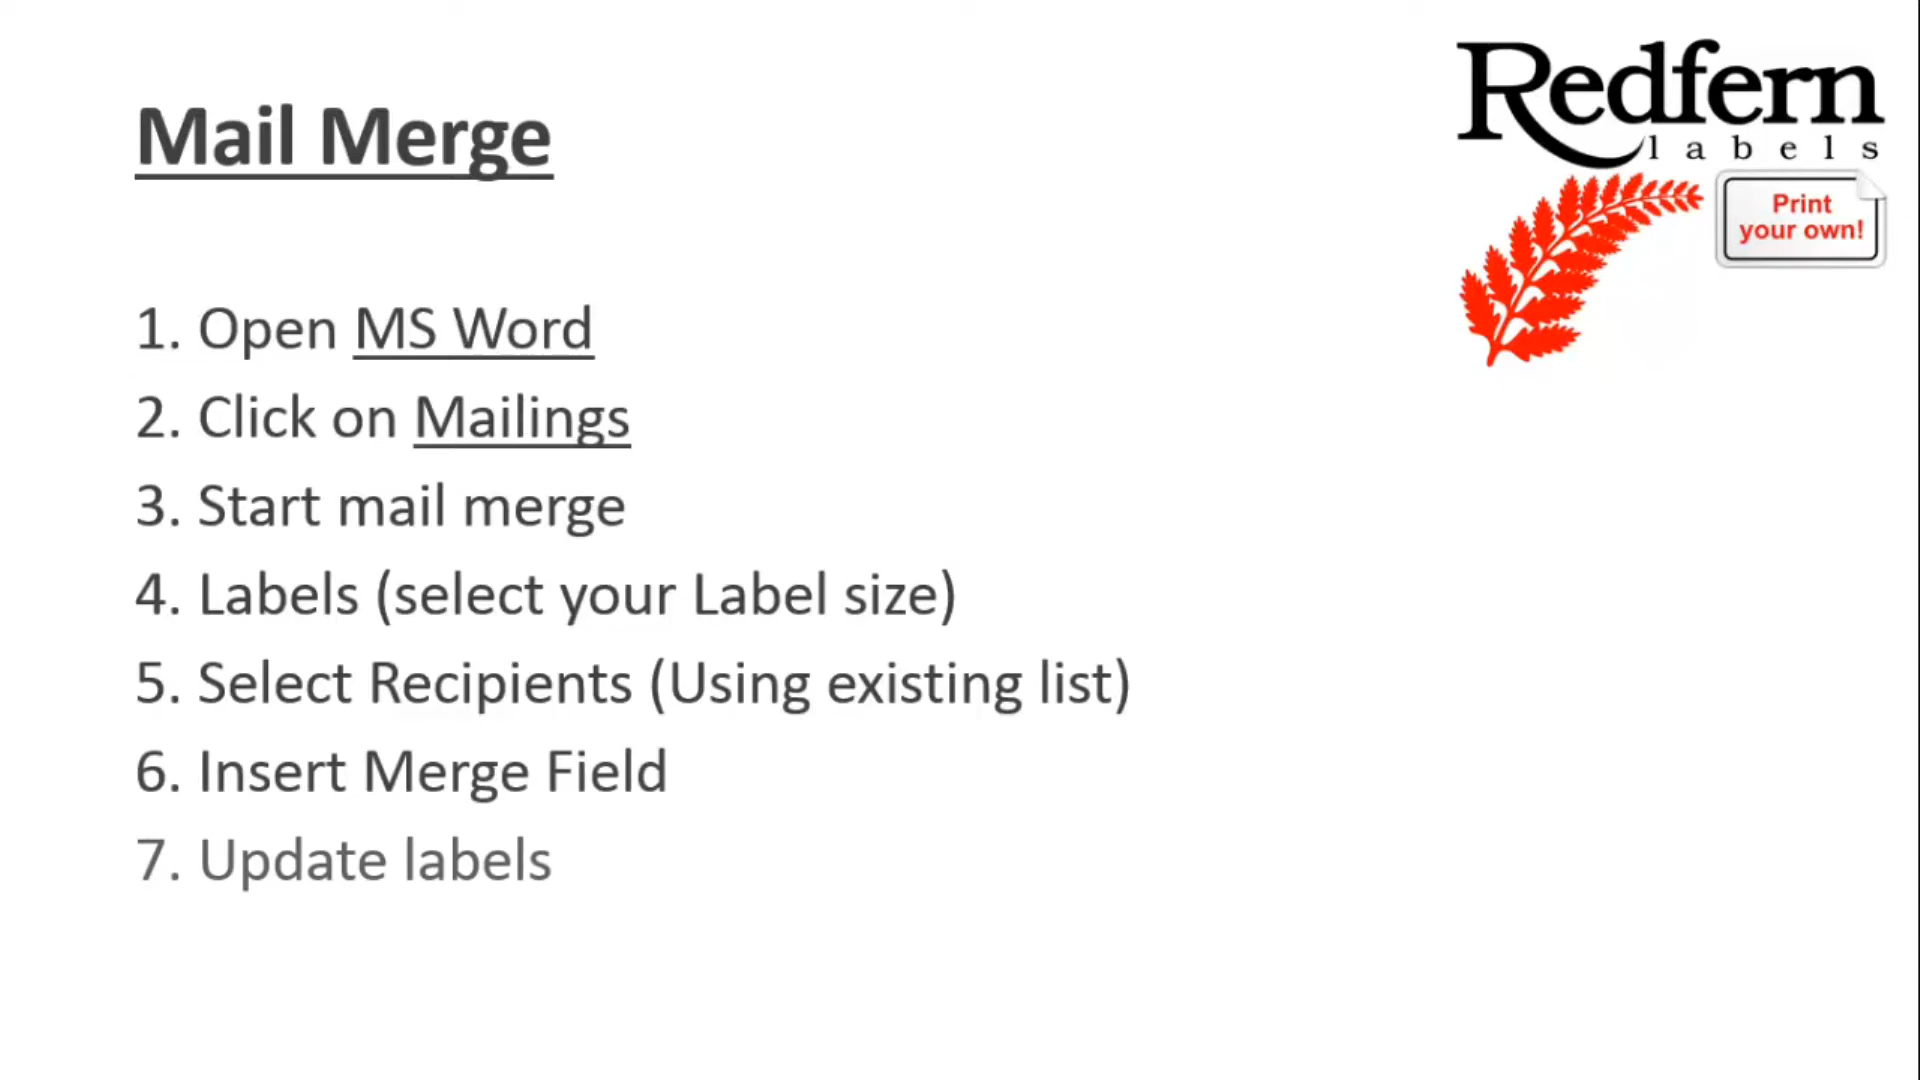 Redfern
labels
Print
your own!
Mail Merge
1. Open MS Word
2. Click on Mailings
3. Start mail merge
4. Labels (select your Label size)
5. Select Recipients (Using existing list)
6. Insert Merge Field
7. Update labels